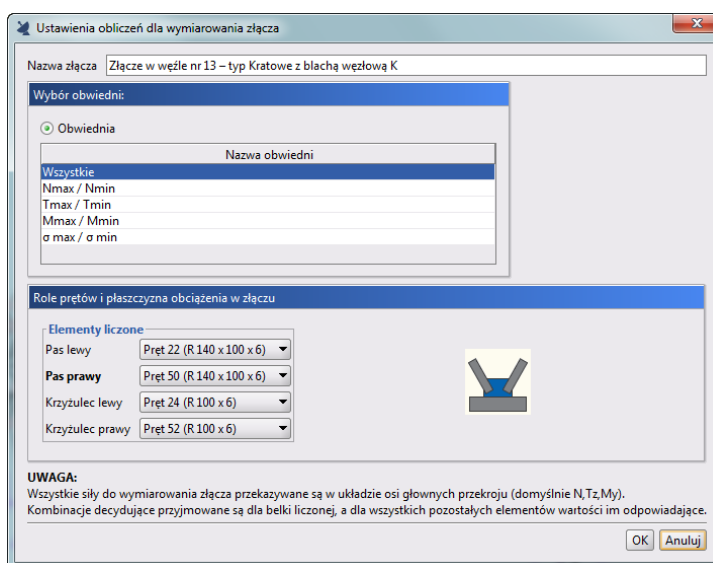 Ustawienia obliczeń dla wymiarowania złącza
Nazwa złącza Złącze w węźle nr 13 – typ Kratowe z blachą węzłową K
Wybór obwiedni:
Obwiednia
Nazwa obwiedni
Wszystkie
Nmax / Nmin
Tmax / Tmin
Mmax / Mmin
σ max / σ min
Role prętów i płaszczyzna obciążenia w złączu
Elementy liczone
Pas lewy Pręt 22 (R 140 x 100 x 6)
Pas prawy Pręt 50 (R 140 x 100 x 6)
Krzyżulec lewy Pręt 24 (R 100 x 6)
Krzyżulec prawy Pręt 52 (R 100 x 6)
UWAGA:
Wszystkie siły do wymiarowania złącza przekazywane są w układzie osi głownych przekroju (domyślnie N,Tz,My).
Kombinacje decydujące przyjmowane są dla belki liczonej, a dla wszystkich pozostałych elementów wartości im odpowiadające.
OK Anuluj